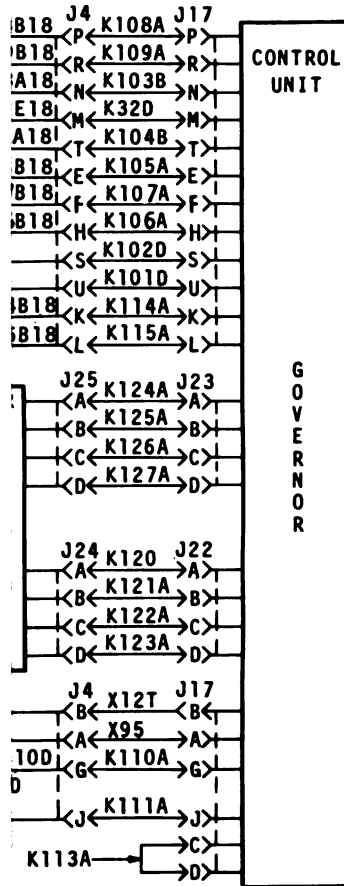 J4 J17
B18 P K108A P
B18 R K109A R
A18 N K103B N
E18 M K32D M
A18 T K104B T
B18 E K105A E
B18 F K107A F
B18 H K106A H
S K102D S
U K101D U
B18 K K114A K
B18 L K115A L
CONTROL
UNIT
J25 J23
A K124A A
B K125A B
C K126A C
D K127A D
GOVERNOR
J24 J22
A K120 A
B K121A B
C K122A C
D K123A D
J4 J17
B X12T B
A X95 A
10D G K110A G
D
J K111A J
K113A C
D